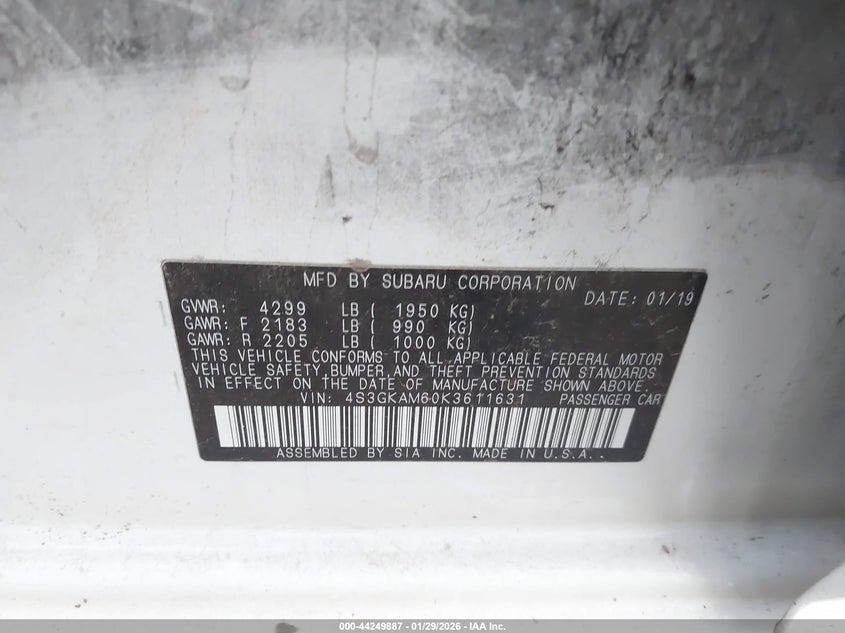 MFD BY SUBARU CORPORATION
DATE: 01/19
GVWR: 4299 LB ( 1950 KG)
GAWR: F 2183 LB ( 990 KG)
GAWR: R 2205 LB ( 1000 KG)
THIS VEHICLE CONFORMS TO ALL APPLICABLE FEDERAL MOTOR
VEHICLE SAFETY,BUMPER,AND THEFT PREVENTION STANDARDS
IN EFFECT ON THE DATE OF MANUFACTURE SHOWN ABOVE.
VIN: 4S3GKAM60K3611631 PASSENGER CAR
ASSEMBLED BY SIA INC. MADE IN U.S.A.
000-44249887 - 01/29/2026 - IAA Inc.